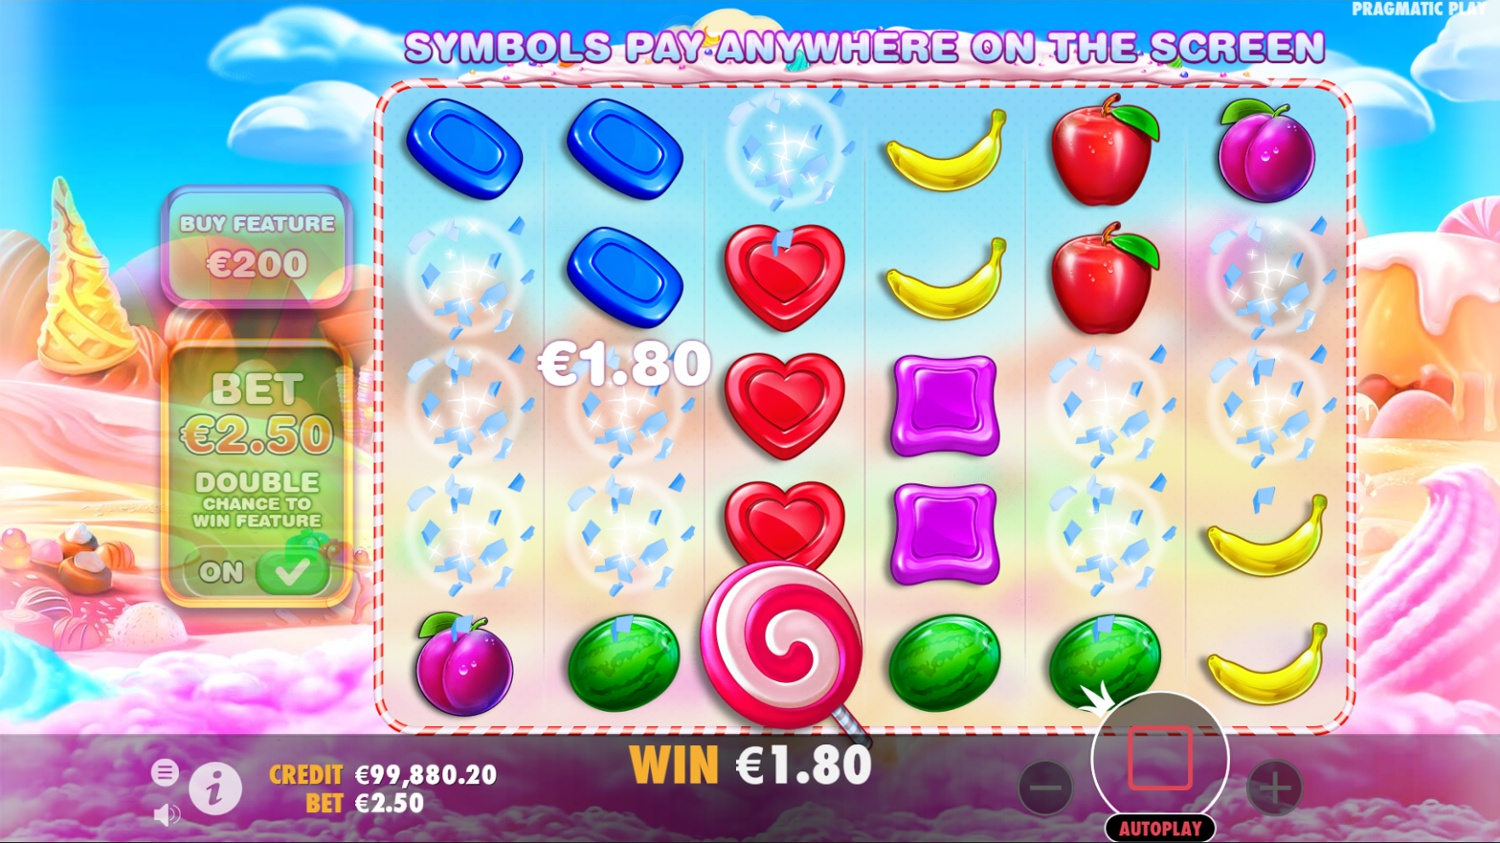 PRAGMATIC PLAY
SYMBOLS PAY ANYWHERE ON THE SCREEN
BUY FEATURE
€200
€1.80
BET
€2.50
DOUBLE
CHANCE TO
WIN FEATURE
ON
WIN €1.80
CREDIT €99,880.20
BET €2.50
AUTOPLAY